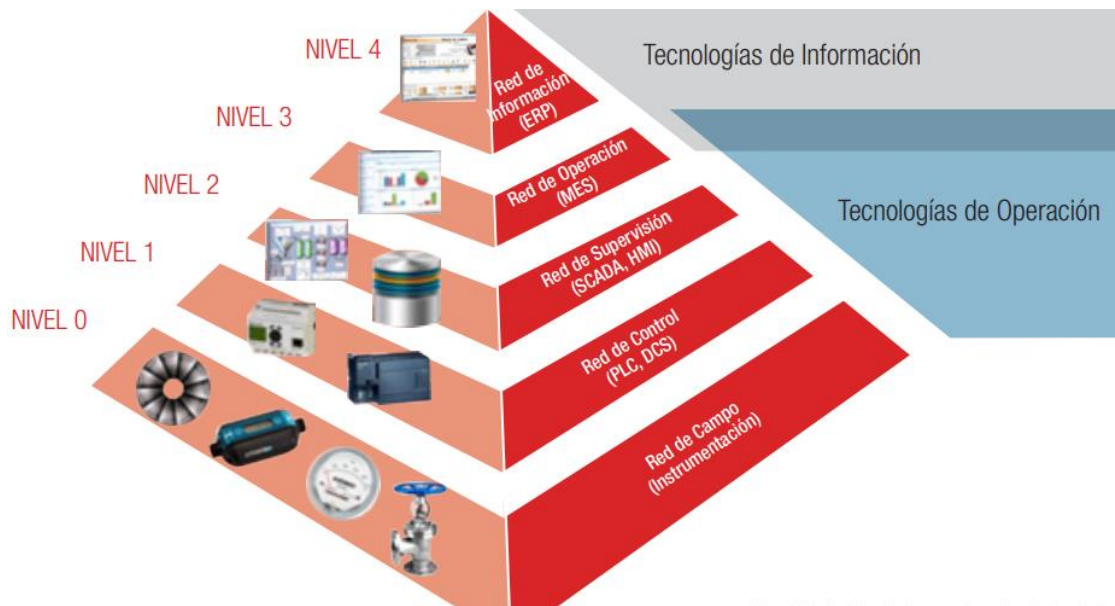 NIVEL 4
NIVEL 3
NIVEL 2
NIVEL 1
NIVEL 0
Red de
Información
(ERP)
Red de Operación
(MES)
Red de Supervisión
(SCADA, HMI)
Red de Control
(PLC, DCS)
Red de Campo
(Instrumentación)
Tecnologías de Información
Tecnologías de Operación